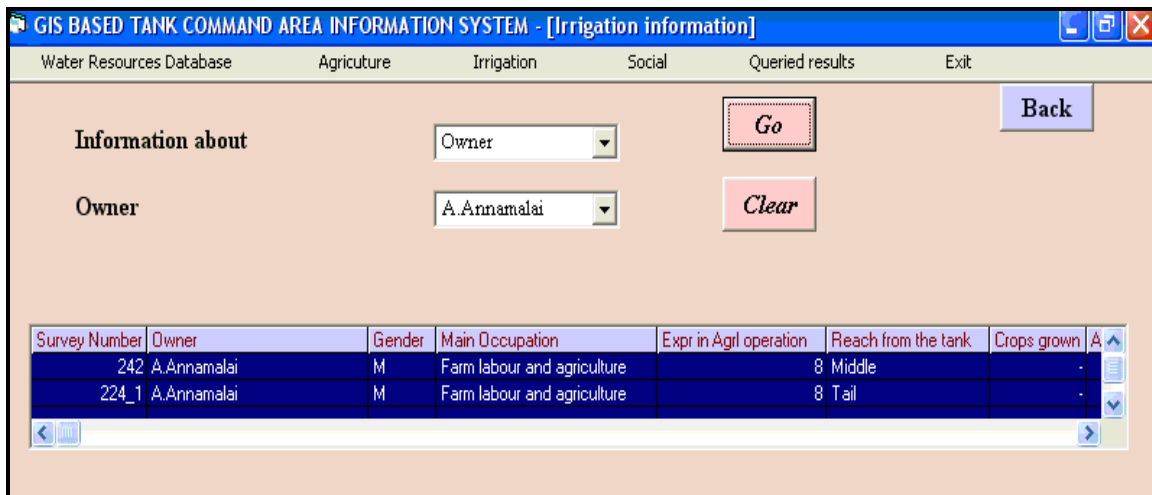 GIS BASED TANK COMMAND AREA INFORMATION SYSTEM - [Irrigation information]
Water Resources Database Agricuture Irrigation Social Queried results Exit
Back
Information about Owner Go
Owner A.Annamalai Clear
Survey Number Owner Gender Main Occupation Expr in Agrl operation Reach from the tank Crops grown A
242 A.Annamalai M Farm labour and agriculture 8 Middle -
224_1 A.Annamalai M Farm labour and agriculture 8 Tail -